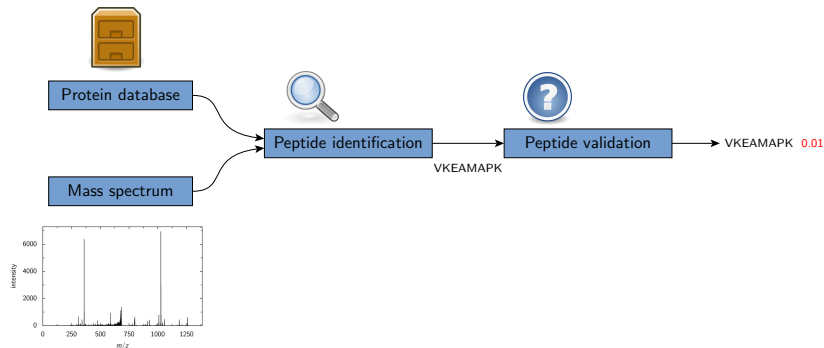 Protein database
Peptide identification
Peptide validation
VKEAMAPK 0.01
VKEAMAPK
Mass spectrum
intensity
6000
4000
2000
0
0 250 500 750 1000 1250
m/z
?